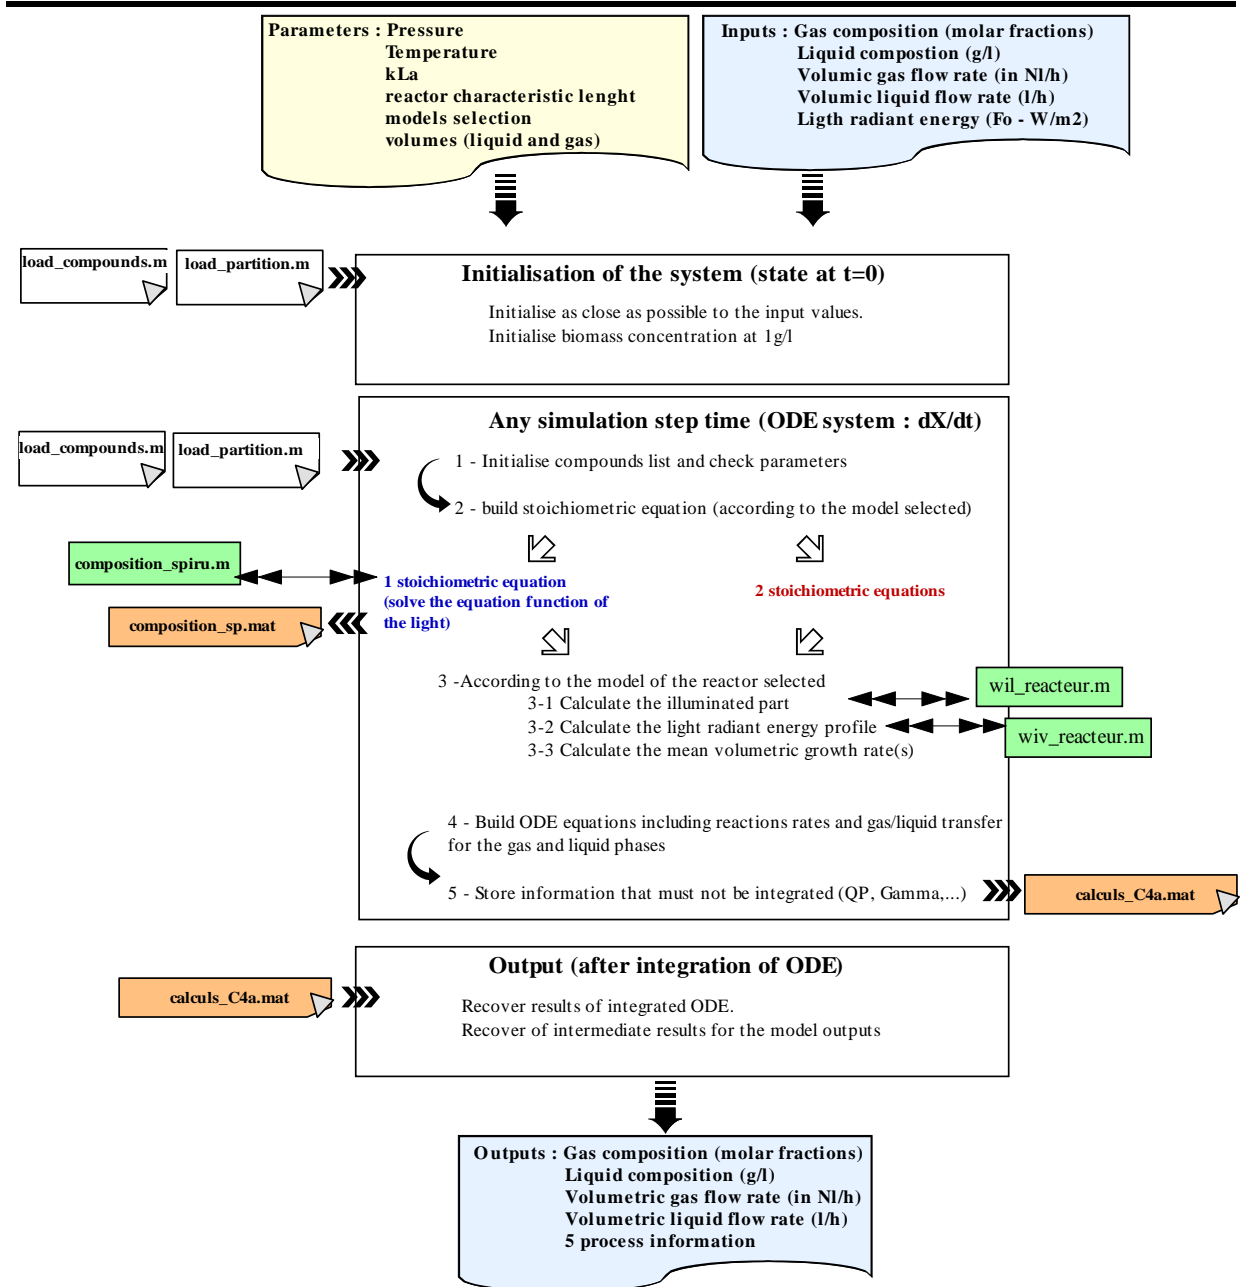 Parameters : Pressure
Temperature
kLa
reactor characteristic lenght
models selection
volumes (liquid and gas)
Inputs : Gas composition (molar fractions)
Liquid compostion (g/l)
Volumic gas flow rate (in Nl/h)
Volumic liquid flow rate (l/h)
Ligth radiant energy (Fo - W/m2)
load_compounds.m
load_partition.m
Initialisation of the system (state at t=0)
Initialise as close as possible to the input values.
Initialise biomass concentration at 1g/l
Any simulation step time (ODE system : dX/dt)
load_compounds.m
load_partition.m
1 - Initialise compounds list and check parameters
2 - build stoichiometric equation (according to the model selected)
composition_spiru.m
1 stoichiometric equation
(solve the equation function of
the light)
2 stoichiometric equations
composition_sp.mat
3 -According to the model of the reactor selected
3-1 Calculate the illuminated part
3-2 Calculate the light radiant energy profile
3-3 Calculate the mean volumetric growth rate(s)
wil_reacteur.m
wiv_reacteur.m
4 - Build ODE equations including reactions rates and gas/liquid transfer
for the gas and liquid phases
5 - Store information that must not be integrated (QP, Gamma,...)
calculs_C4a.mat
Output (after integration of ODE)
calculs_C4a.mat
Recover results of integrated ODE.
Recover of intermediate results for the model outputs
Outputs : Gas composition (molar fractions)
Liquid composition (g/l)
Volumetric gas flow rate (in Nl/h)
Volumetric liquid flow rate (l/h)
5 process information